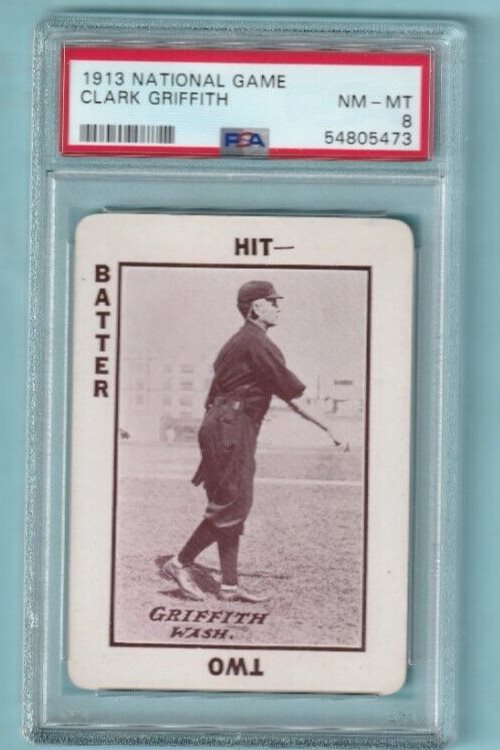 1913 NATIONAL GAME
CLARK GRIFFITH
NM - MT
8
PSA
54805473
HIT—
BATTER
GRIFFITH
WASH.
TWO